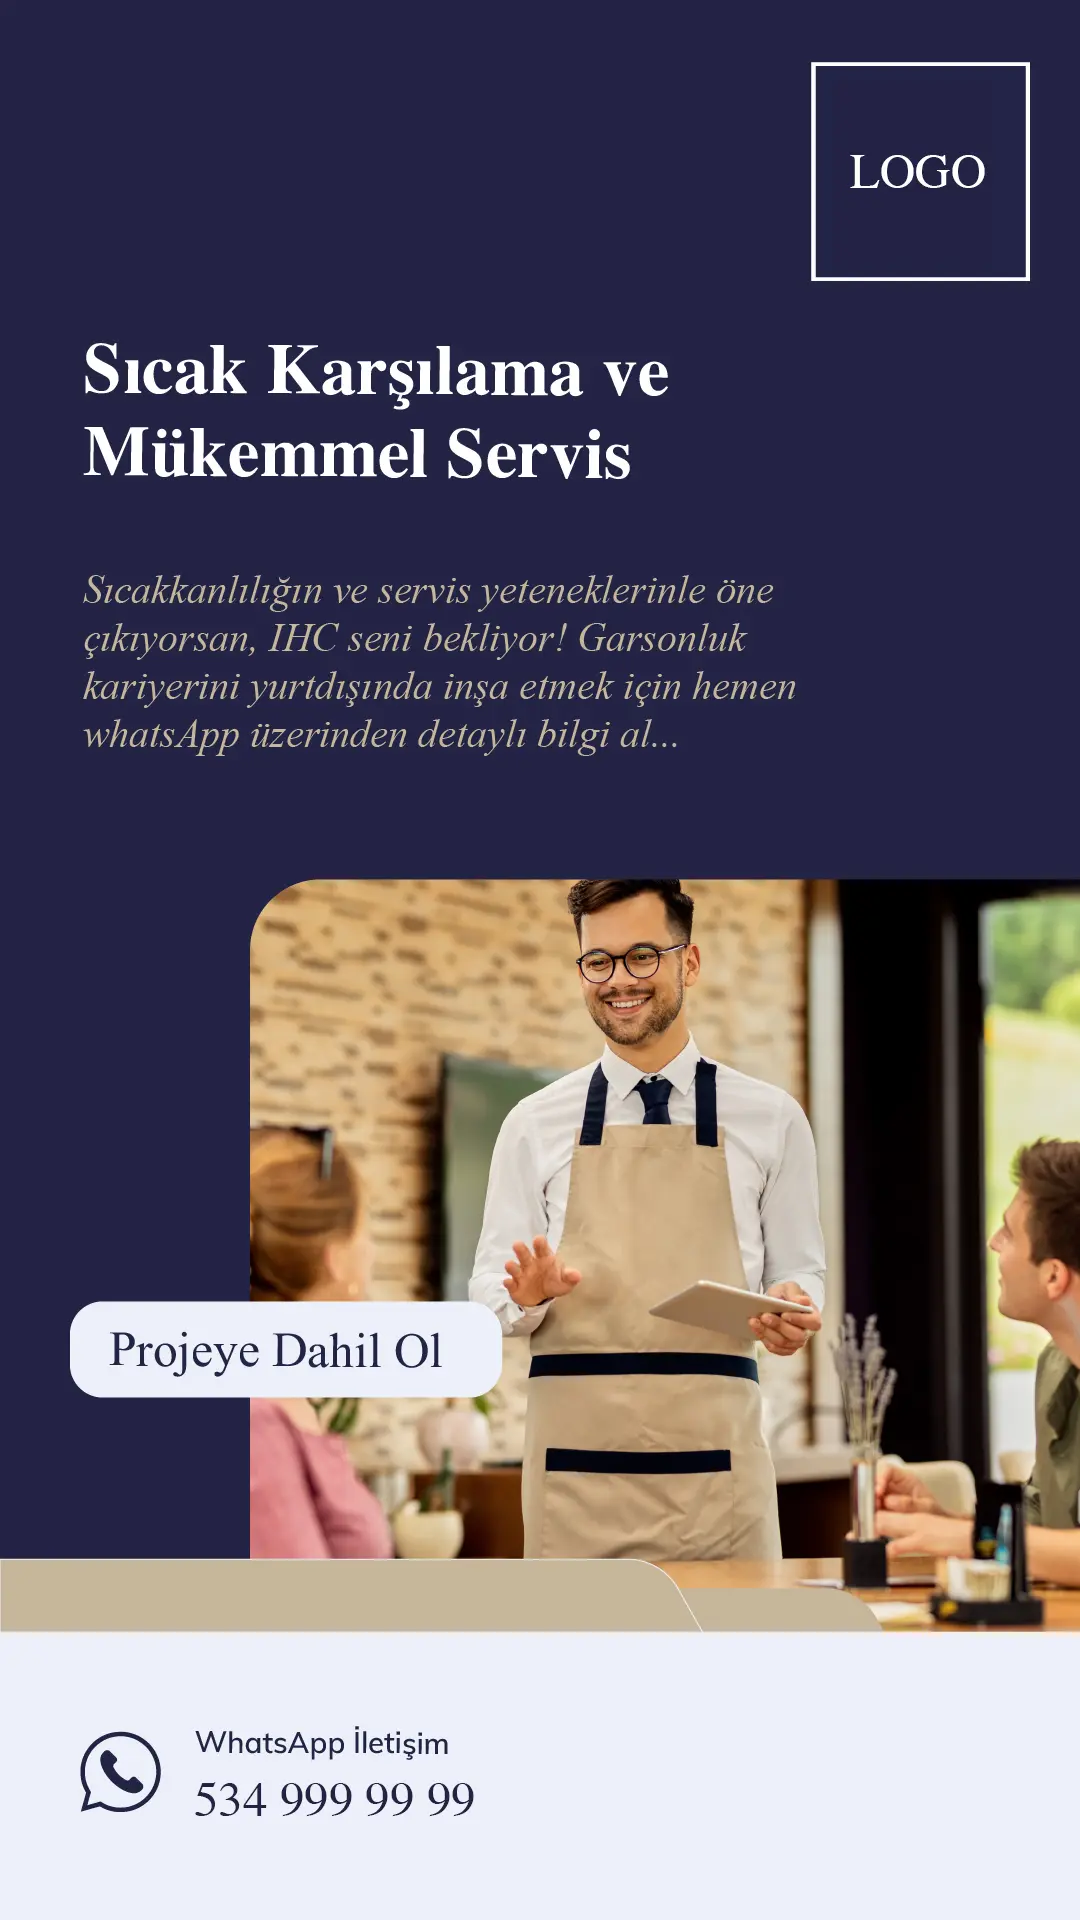 LOGO
Sıcak Karşılama ve
Mükemmel Servis
Sıcakkanlılığın ve servis yeteneklerinle öne
çıkıyorsan, IHC seni bekliyor! Garsonluk
kariyerini yurtdışında inşa etmek için hemen
whatsApp üzerinden detaylı bilgi al...
Projeye Dahil Ol
WhatsApp İletişim
534 999 99 99